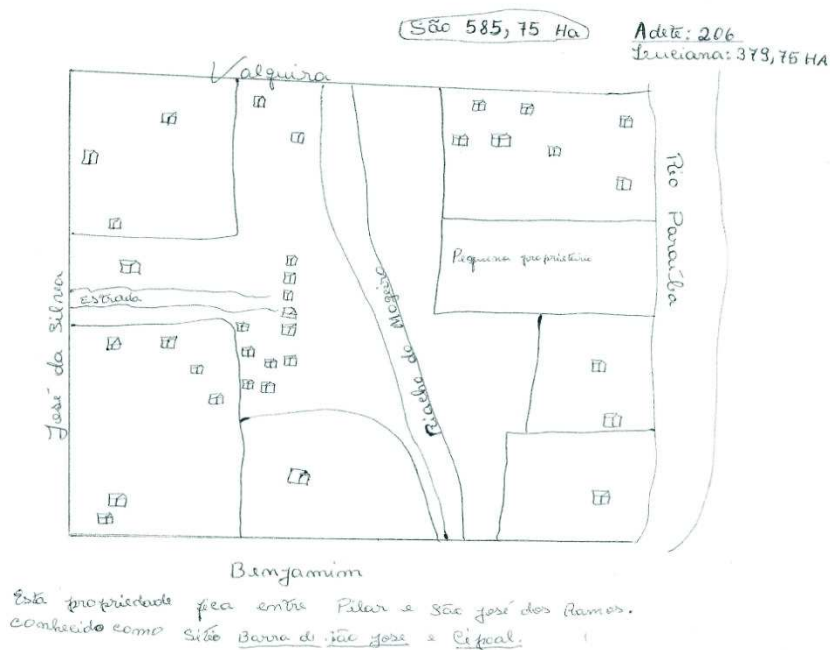 São 585,75 Ha
Adete: 206
Luciana: 379,75 HA
Valquira
Rio Paraíba
Pequena proprietária
Estrada
José da Silva
Riacho do Mogeiro
Benjamim
Esta propriedade fica entre Pilar e São José dos Ramos.
conhecido como Sitio Barra de São José e Cipoal.